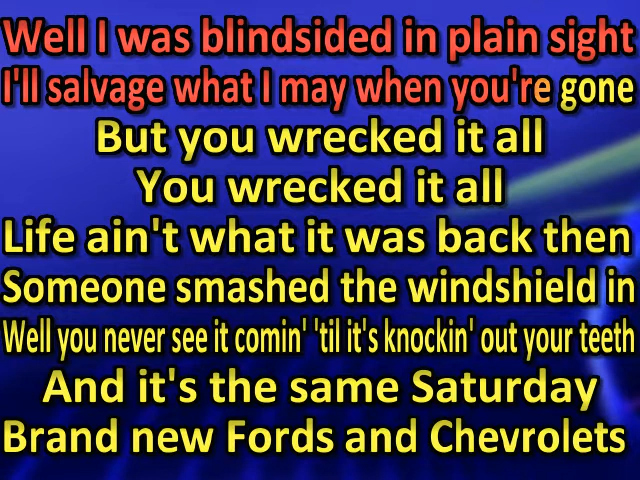 Well I was blindsided in plain sight
I'll salvage what I may when you're gone
But you wrecked it all
You wrecked it all
Life ain't what it was back then
Someone smashed the windshield in
Well you never see it comin' 'til it's knockin' out your teeth
And it's the same Saturday
Brand new Fords and Chevrolets